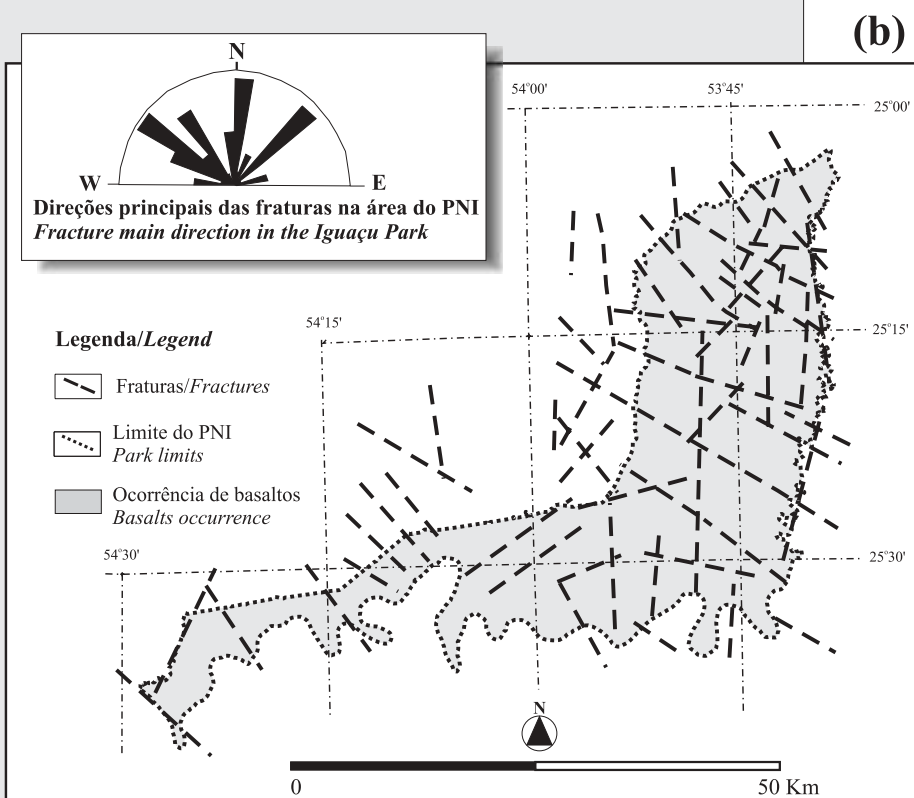 (b)
N
W
E
Direções principais das fraturas na área do PNI
Fracture main direction in the Iguaçu Park
54°00'
53°45'
25°00'
54°15'
25°15'
Legenda/Legend
Fraturas/Fractures
Limite do PNI
Park limits
Ocorrência de basaltos
Basalts occurrence
54°30'
25°30'
N
0
50 Km